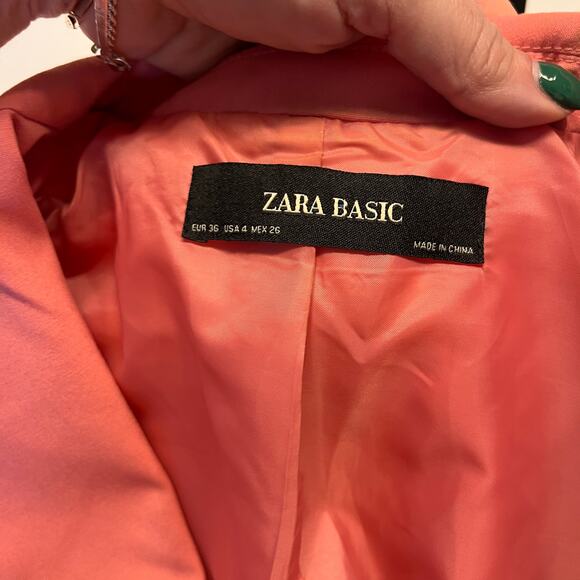 ZARA BASIC
EUR 36 USA 4 MEX 26
MADE IN CHINA